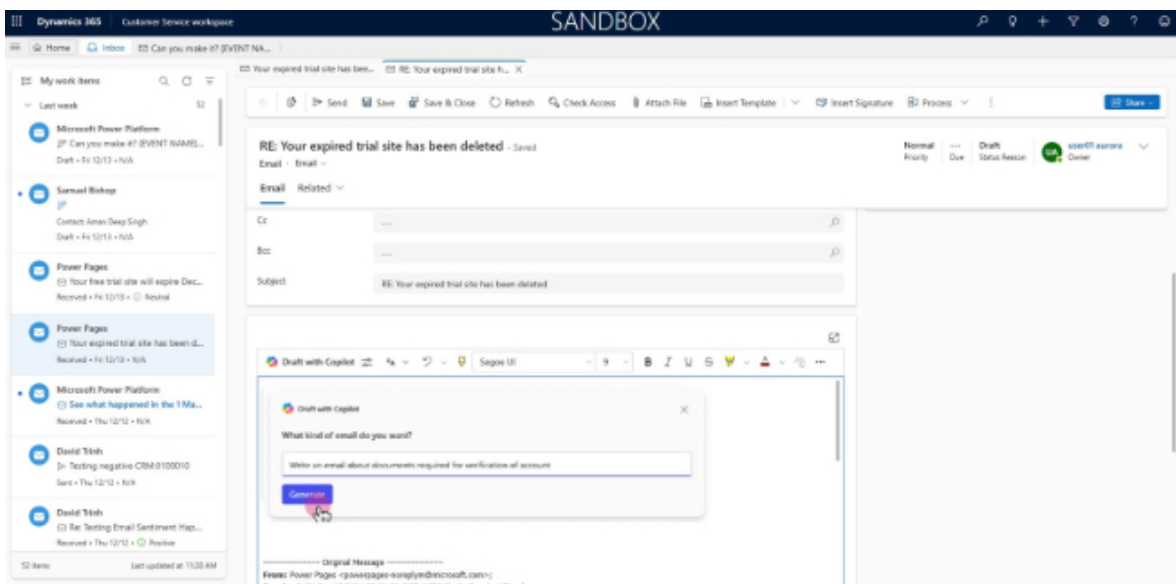 Dynamics 365 Customer Service workspace SANDBOX
Home Inbox Can you make it? (EVENT NA...
Your expired trial site has bee... RE: Your expired trial site h...
My work items
Last week 52
Microsoft Power Platform
Can you make it? (EVENT NAME)...
Draft • Fri 12/13 • N/A
Samuel Bishop
Contact: Aman Deep Singh
Draft • Fri 12/13 • N/A
Power Pages
Your free trial site will expire Dec...
Received • Fri 12/13 • Neutral
Power Pages
Your expired trial site has been d...
Received • Fri 12/13 • N/A
Microsoft Power Platform
See what happened in the 1 Ma...
Received • Thu 12/12 • N/A
David Trinh
Testing negative CRM:0100010
Sent • Thu 12/12 • N/A
David Trinh
Re: Testing Email Sentiment Hap...
Received • Thu 12/12 • Positive
52 items Last updated at 11:20 AM
Send Save Save & Close Refresh Check Access Attach File Insert Template Insert Signature Process Share
RE: Your expired trial site has been deleted - Saved
Email · Email
Normal --- Draft user01 aurora
Priority Due Status Reason Owner
UA
Email Related
Cc ---
Bcc ---
Subject RE: Your expired trial site has been deleted
Draft with Copilot Segoe UI 9 B I U S
Draft with Copilot
What kind of email do you want?
Write an email about documents required for verification of account
Generate
--------------- Original Message ---------------
From: Power Pages <powerpages-noreply@microsoft.com>;